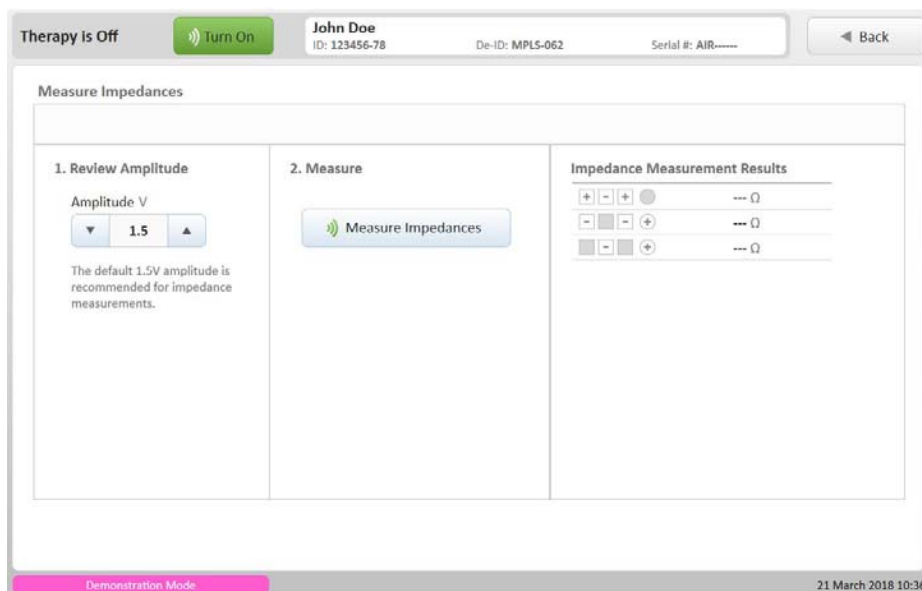 Therapy is Off
Turn On
John Doe
ID: 123456-78 De-ID: MPLS-062 Serial #: AIR------
Back
Measure Impedances
1. Review Amplitude
Amplitude V
1.5
The default 1.5V amplitude is
recommended for impedance
measurements.
2. Measure
Measure Impedances
Impedance Measurement Results
+ - + --- Ω
- - + --- Ω
- + --- Ω
Demonstration Mode
21 March 2018 10:36